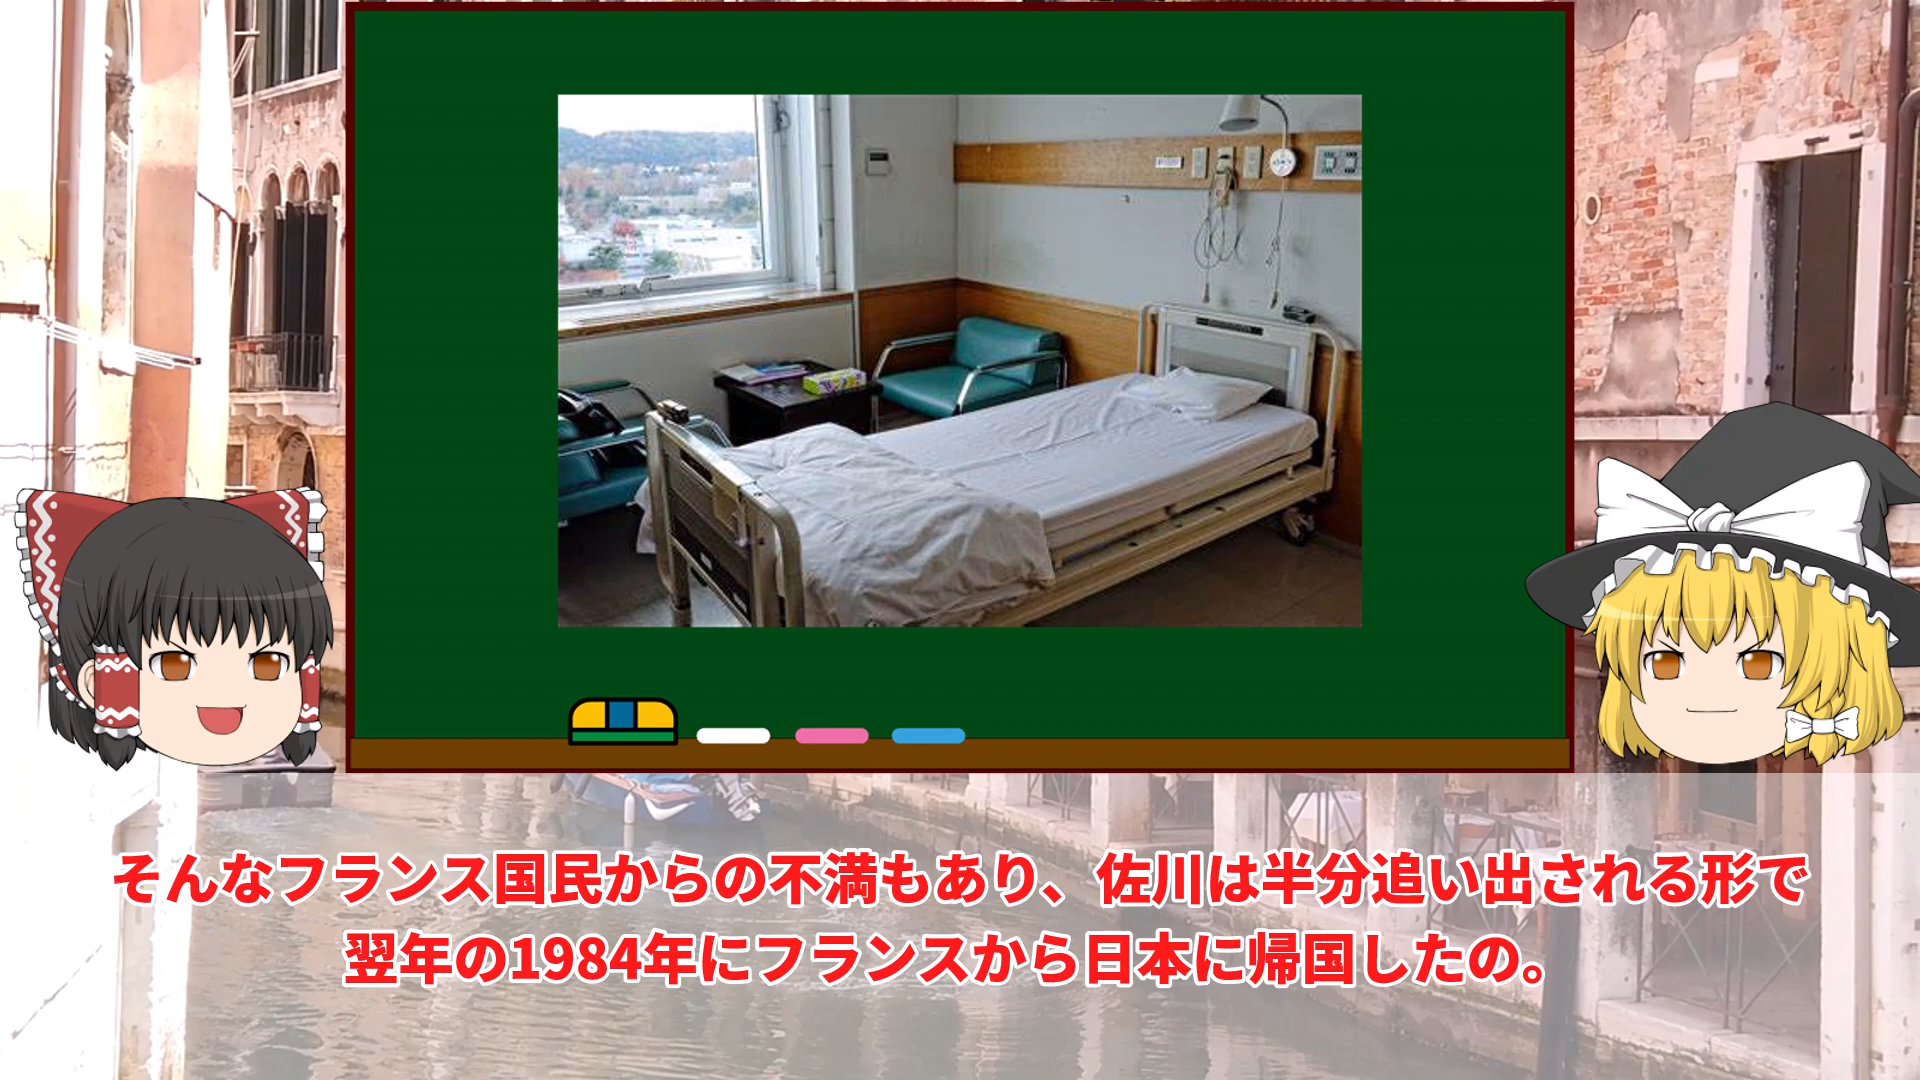 そんなフランス国民からの不満もあり、佐川は半分追い出される形で
翌年の1984年にフランスから日本に帰国したの。